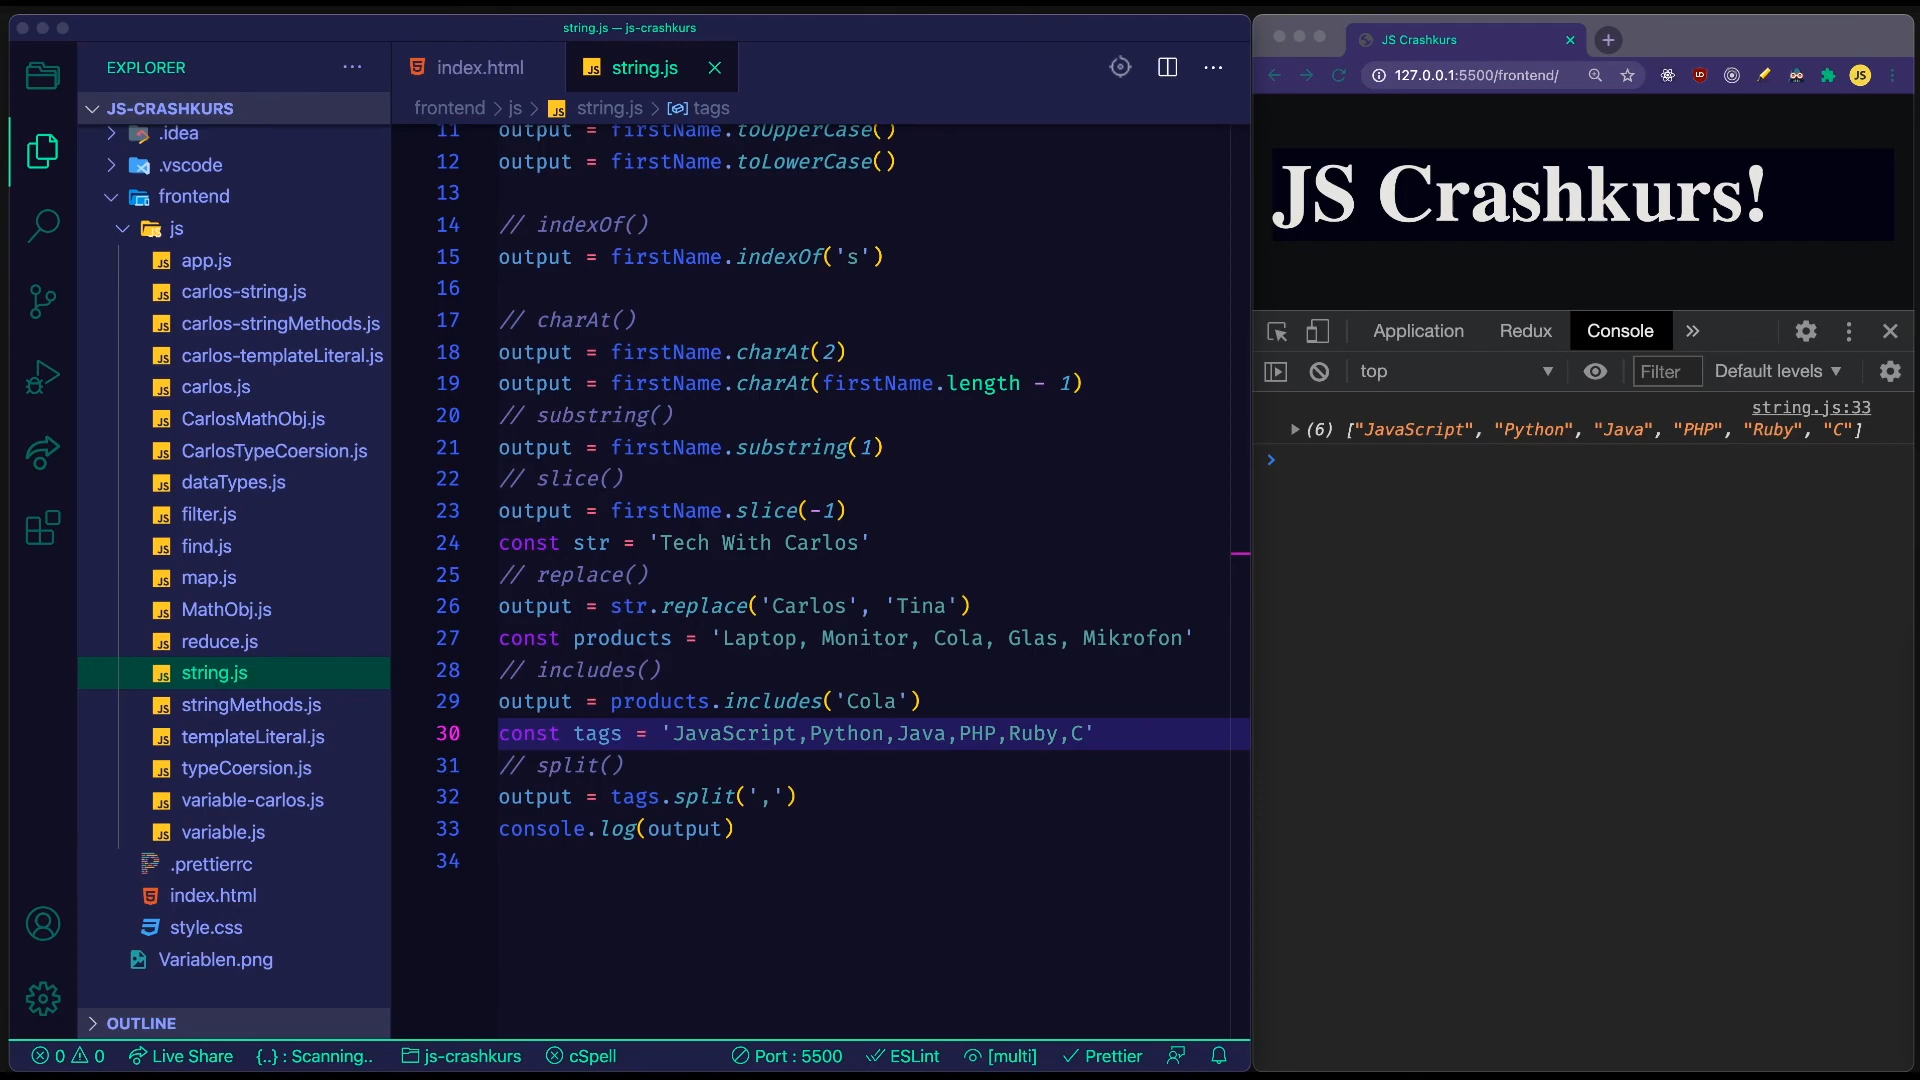 string.js — js-crashkurs
EXPLORER
JS-CRASHKURS
.idea
.vscode
frontend
js
app.js
carlos-string.js
carlos-stringMethods.js
carlos-templateLiteral.js
carlos.js
CarlosMathObj.js
CarlosTypeCoersion.js
dataTypes.js
filter.js
find.js
map.js
MathObj.js
reduce.js
string.js
stringMethods.js
templateLiteral.js
typeCoersion.js
variable-carlos.js
variable.js
.prettierrc
index.html
style.css
Variablen.png
OUTLINE
index.html string.js
frontend > js > string.js > tags
11 output = firstName.toUpperCase()
12 output = firstName.toLowerCase()
13
14 // indexOf()
15 output = firstName.indexOf('s')
16
17 // charAt()
18 output = firstName.charAt(2)
19 output = firstName.charAt(firstName.length - 1)
20 // substring()
21 output = firstName.substring(1)
22 // slice()
23 output = firstName.slice(-1)
24 const str = 'Tech With Carlos'
25 // replace()
26 output = str.replace('Carlos', 'Tina')
27 const products = 'Laptop, Monitor, Cola, Glas, Mikrofon'
28 // includes()
29 output = products.includes('Cola')
30 const tags = 'JavaScript,Python,Java,PHP,Ruby,C'
31 // split()
32 output = tags.split(',')
33 console.log(output)
34
0 0 Live Share {..} : Scanning.. js-crashkurs cSpell Port : 5500 ESLint [multi] Prettier
JS Crashkurs
127.0.0.1:5500/frontend/ JS
JS Crashkurs!
Application Redux Console
top Filter Default levels
string.js:33
(6) ["JavaScript", "Python", "Java", "PHP", "Ruby", "C"]